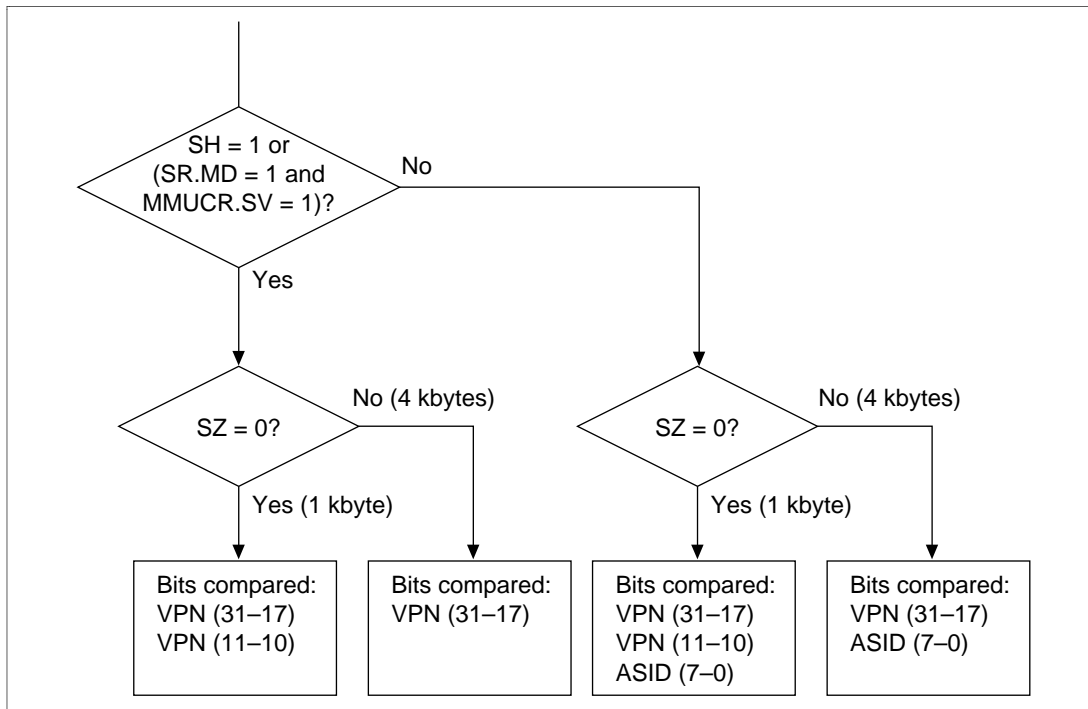 SH = 1 or
(SR.MD = 1 and
MMUCR.SV = 1)?
No
Yes
SZ = 0?
No (4 kbytes)
Yes (1 kbyte)
SZ = 0?
No (4 kbytes)
Yes (1 kbyte)
Bits compared:
VPN (31–17)
VPN (11–10)
Bits compared:
VPN (31–17)
Bits compared:
VPN (31–17)
VPN (11–10)
ASID (7–0)
Bits compared:
VPN (31–17)
ASID (7–0)